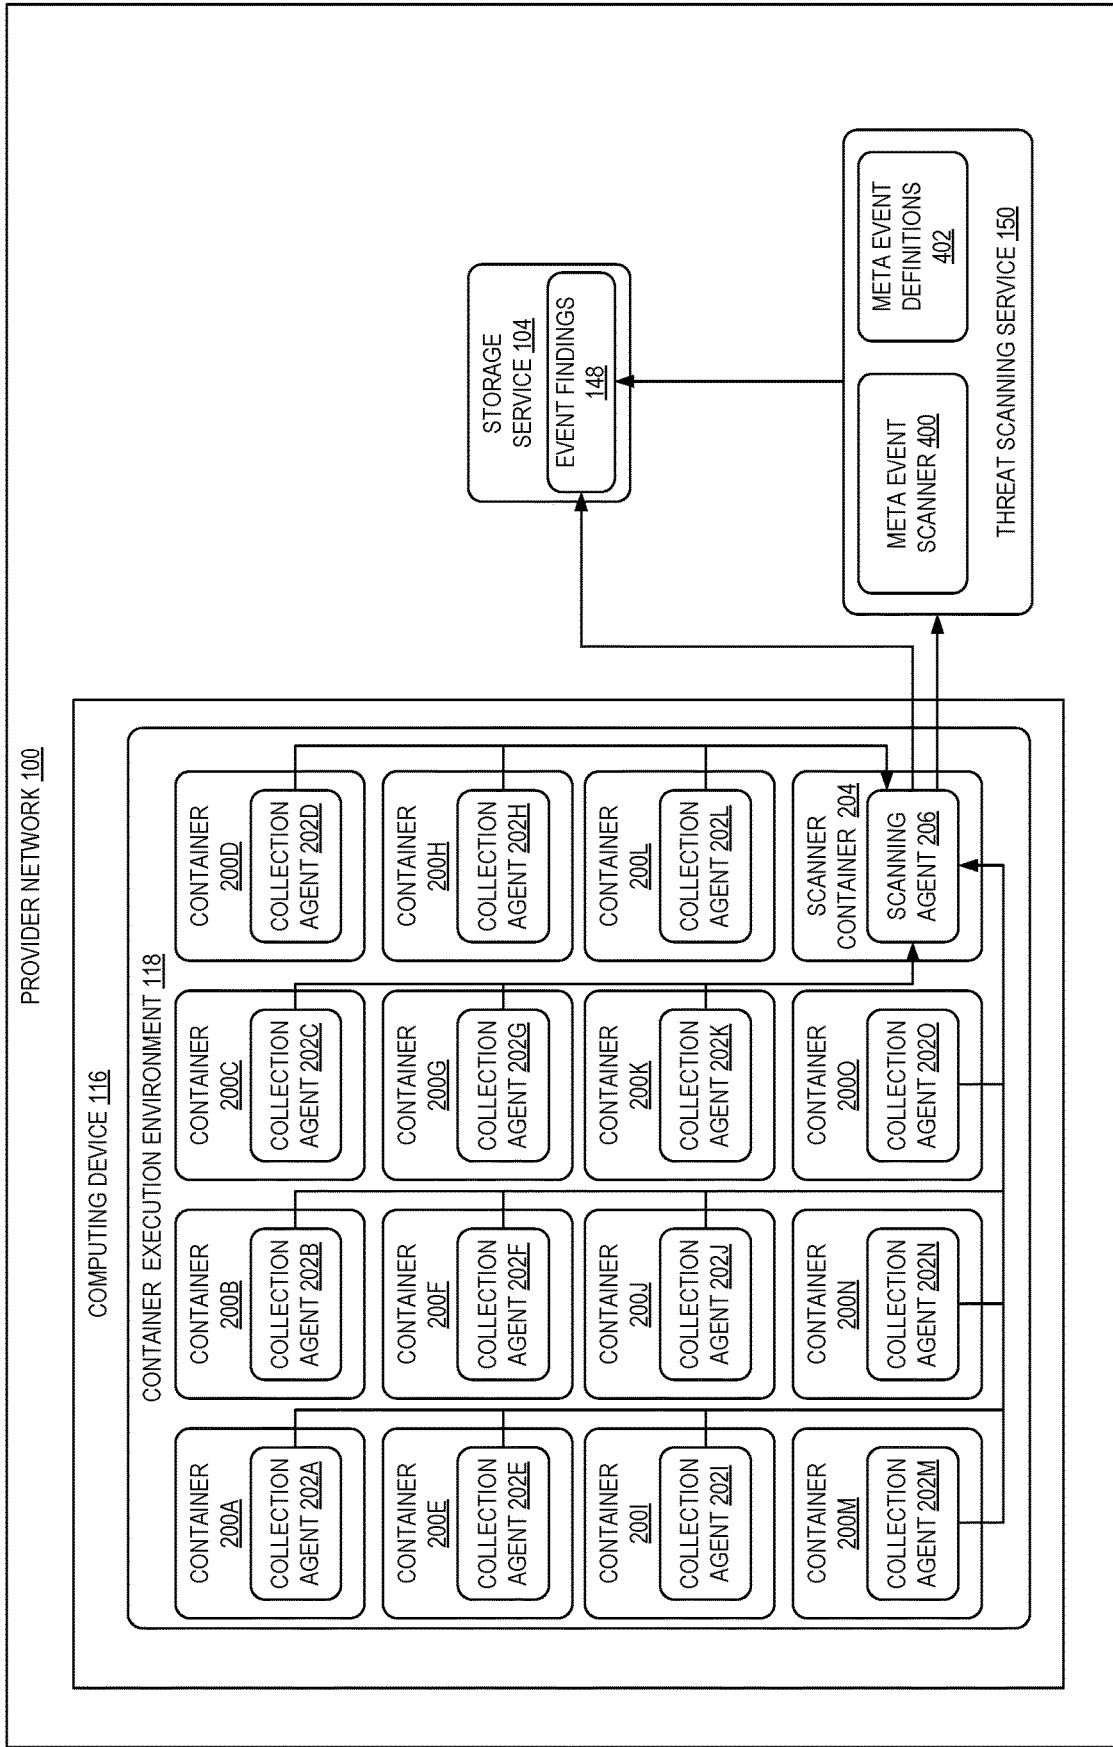 PROVIDER NETWORK 100
COMPUTING DEVICE 116
CONTAINER EXECUTION ENVIRONMENT 118
CONTAINER
200A
COLLECTION
AGENT 202A
CONTAINER
200B
COLLECTION
AGENT 202B
CONTAINER
200C
COLLECTION
AGENT 202C
CONTAINER
200D
COLLECTION
AGENT 202D
CONTAINER
200E
COLLECTION
AGENT 202E
CONTAINER
200F
COLLECTION
AGENT 202F
CONTAINER
200G
COLLECTION
AGENT 202G
CONTAINER
200H
COLLECTION
AGENT 202H
CONTAINER
200I
COLLECTION
AGENT 202I
CONTAINER
200J
COLLECTION
AGENT 202J
CONTAINER
200K
COLLECTION
AGENT 202K
CONTAINER
200L
COLLECTION
AGENT 202L
CONTAINER
200M
COLLECTION
AGENT 202M
CONTAINER
200N
COLLECTION
AGENT 202N
CONTAINER
200O
COLLECTION
AGENT 202O
SCANNER
CONTAINER 204
SCANNING
AGENT 206
STORAGE
SERVICE 104
EVENT FINDINGS
148
META EVENT
SCANNER 400
META EVENT
DEFINITIONS
402
THREAT SCANNING SERVICE 150